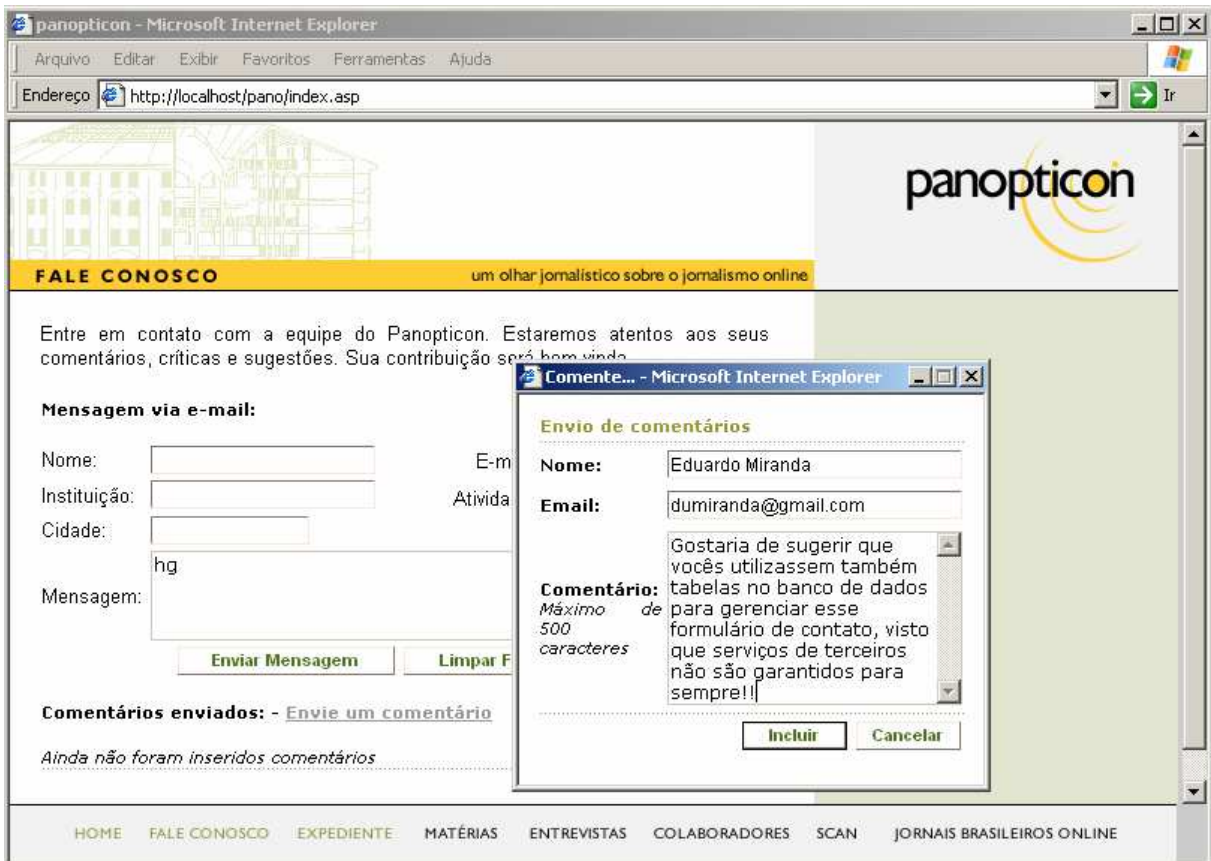 panopticon - Microsoft Internet Explorer
Arquivo Editar Exibir Favoritos Ferramentas Ajuda
Endereço http://localhost/pano/index.asp Ir
panopticon
FALE CONOSCO um olhar jornalístico sobre o jornalismo online
Entre em contato com a equipe do Panopticon. Estaremos atentos aos seus
comentários, críticas e sugestões. Sua contribuição será bem vinda
Mensagem via e-mail:
Nome: E-m
Instituição: Ativida
Cidade:
Mensagem: hg
Enviar Mensagem Limpar F
Comentários enviados: - Envie um comentário
Ainda não foram inseridos comentários
Comente... - Microsoft Internet Explorer
Envio de comentários
Nome: Eduardo Miranda
Email: dumiranda@gmail.com
Comentário:
Máximo de
500
caracteres
Gostaria de sugerir que
vocês utilizassem também
tabelas no banco de dados
para gerenciar esse
formulário de contato, visto
que serviços de terceiros
não são garantidos para
sempre!!
Incluir Cancelar
HOME FALE CONOSCO EXPEDIENTE MATÉRIAS ENTREVISTAS COLABORADORES SCAN JORNAIS BRASILEIROS ONLINE